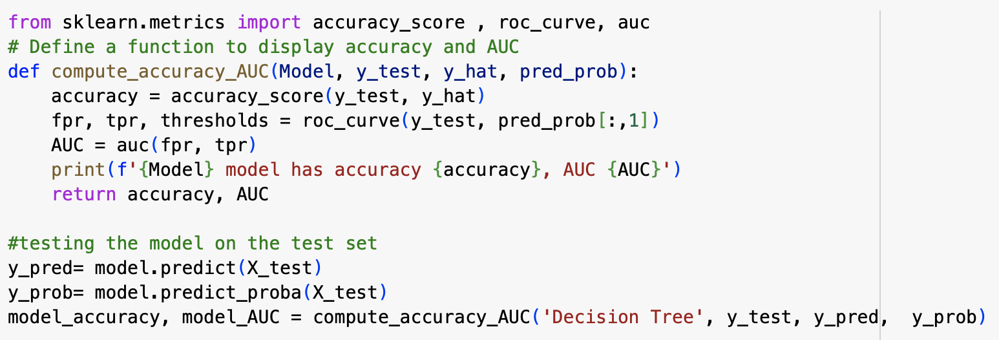 from sklearn.metrics import accuracy_score , roc_curve, auc
# Define a function to display accuracy and AUC
def compute_accuracy_AUC(Model, y_test, y_hat, pred_prob):
    accuracy = accuracy_score(y_test, y_hat)
    fpr, tpr, thresholds = roc_curve(y_test, pred_prob[:,1])
    AUC = auc(fpr, tpr)
    print(f'{Model} model has accuracy {accuracy}, AUC {AUC}')
    return accuracy, AUC

#testing the model on the test set
y_pred= model.predict(X_test)
y_prob= model.predict_proba(X_test)
model_accuracy, model_AUC = compute_accuracy_AUC('Decision Tree', y_test, y_pred,  y_prob)